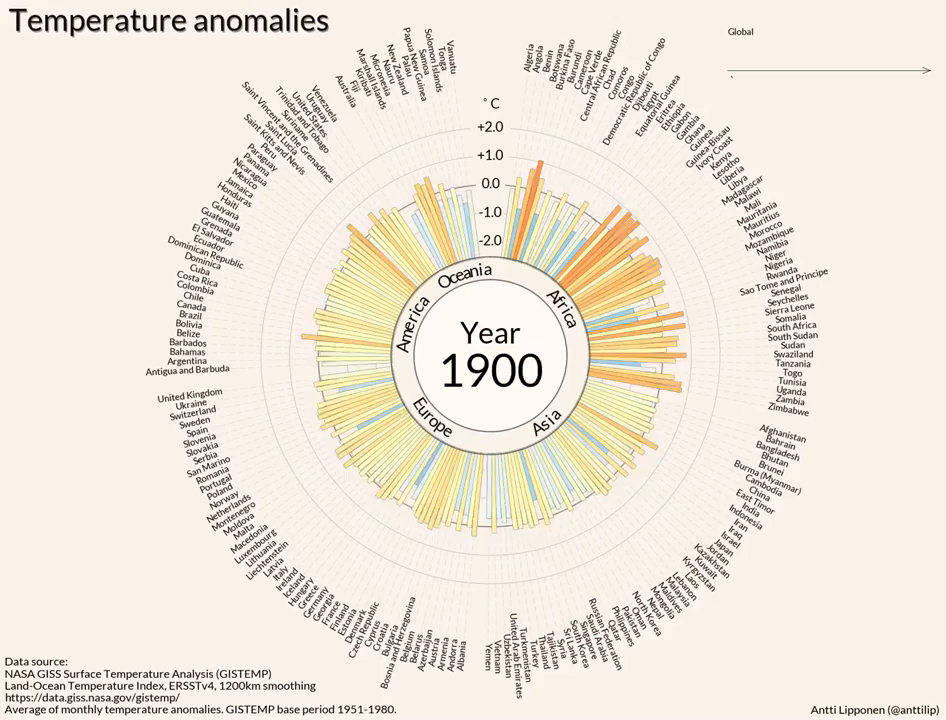 Temperature anomalies
Global
° C
+2.0
+1.0
0.0
-1.0
-2.0
Oceania
Africa
Asia
Europe
America
Year
1900
Algeria
Angola
Benin
Botswana
Burkina Faso
Burundi
Cameroon
Cape Verde
Central African Republic
Chad
Comoros
Congo
Democratic Republic of Congo
Djibouti
Egypt
Equatorial Guinea
Eritrea
Ethiopia
Gabon
Gambia
Ghana
Guinea
Guinea-Bissau
Ivory Coast
Kenya
Lesotho
Liberia
Libya
Madagascar
Malawi
Mali
Mauritania
Mauritius
Morocco
Mozambique
Namibia
Niger
Nigeria
Rwanda
Sao Tome and Principe
Senegal
Seychelles
Sierra Leone
Somalia
South Africa
South Sudan
Sudan
Swaziland
Tanzania
Togo
Tunisia
Uganda
Zambia
Zimbabwe
Afghanistan
Bahrain
Bangladesh
Bhutan
Brunei
Burma (Myanmar)
Cambodia
China
East Timor
India
Indonesia
Iran
Iraq
Israel
Japan
Jordan
Kazakhstan
Kuwait
Kyrgyzstan
Laos
Lebanon
Malaysia
Maldives
Mongolia
Nepal
North Korea
Oman
Pakistan
Philippines
Qatar
Russian Federation
Saudi Arabia
Singapore
South Korea
Sri Lanka
Syria
Tajikistan
Thailand
Turkey
Turkmenistan
United Arab Emirates
Uzbekistan
Vietnam
Yemen
Albania
Andorra
Armenia
Austria
Azerbaijan
Belarus
Belgium
Bosnia and Herzegovina
Bulgaria
Croatia
Cyprus
Czech Republic
Denmark
Estonia
Finland
France
Georgia
Germany
Greece
Hungary
Iceland
Ireland
Italy
Latvia
Liechtenstein
Lithuania
Luxembourg
Macedonia
Malta
Moldova
Montenegro
Netherlands
Norway
Poland
Portugal
Romania
San Marino
Serbia
Slovakia
Slovenia
Spain
Sweden
Switzerland
Ukraine
United Kingdom
Antigua and Barbuda
Argentina
Bahamas
Barbados
Belize
Bolivia
Brazil
Canada
Chile
Colombia
Costa Rica
Cuba
Dominica
Dominican Republic
Ecuador
El Salvador
Grenada
Guatemala
Guyana
Haiti
Honduras
Jamaica
Mexico
Nicaragua
Panama
Paraguay
Peru
Saint Kitts and Nevis
Saint Lucia
Saint Vincent and the Grenadines
Suriname
Trinidad and Tobago
United States
Uruguay
Venezuela
Australia
Fiji
Kiribati
Marshall Islands
Micronesia
Nauru
New Zealand
Palau
Papua New Guinea
Samoa
Solomon Islands
Tonga
Vanuatu
Data source:
NASA GISS Surface Temperature Analysis (GISTEMP)
Land-Ocean Temperature Index, ERSSTv4, 1200km smoothing
https://data.giss.nasa.gov/gistemp/
Average of monthly temperature anomalies. GISTEMP base period 1951-1980.
Antti Lipponen (@anttilip)